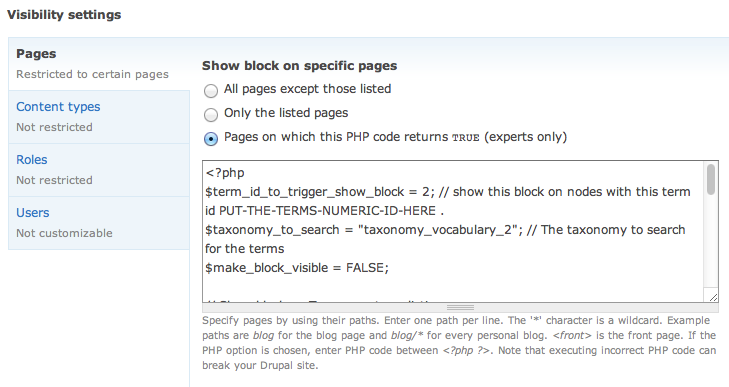 Visibility settings
Pages
Restricted to certain pages
Content types
Not restricted
Roles
Not restricted
Users
Not customizable
Show block on specific pages
All pages except those listed
Only the listed pages
Pages on which this PHP code returns TRUE (experts only)
<?php
$term_id_to_trigger_show_block = 2; // show this block on nodes with this term
id PUT-THE-TERMS-NUMERIC-ID-HERE .
$taxonomy_to_search = "taxonomy_vocabulary_2"; // The taxonomy to search
for the terms
$make_block_visible = FALSE;
Specify pages by using their paths. Enter one path per line. The '*' character is a wildcard. Example
paths are blog for the blog page and blog/* for every personal blog. <front> is the front page. If the
PHP option is chosen, enter PHP code between <?php ?>. Note that executing incorrect PHP code can
break your Drupal site.